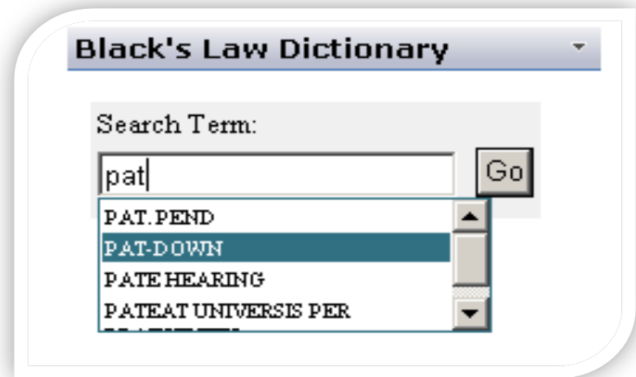 Black's Law Dictionary
Search Term:
pat
Go
PAT. PEND
PAT-DOWN
PATE HEARING
PATEAT UNIVERSIS PER